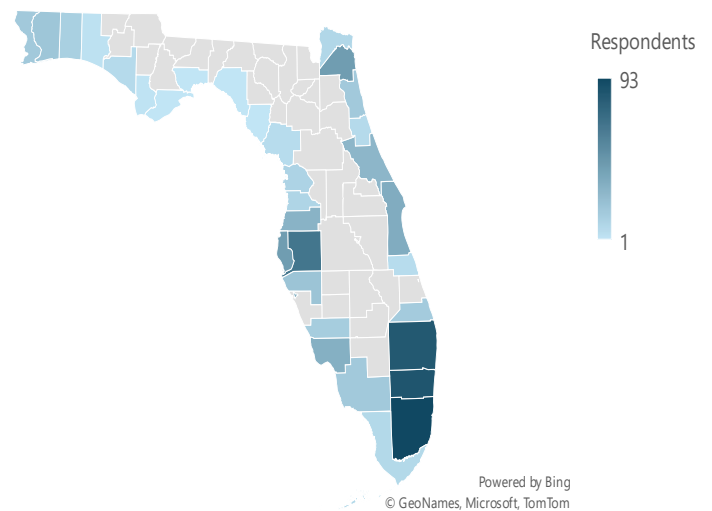 Respondents
93
1
Powered by Bing
© GeoNames, Microsoft, TomTom